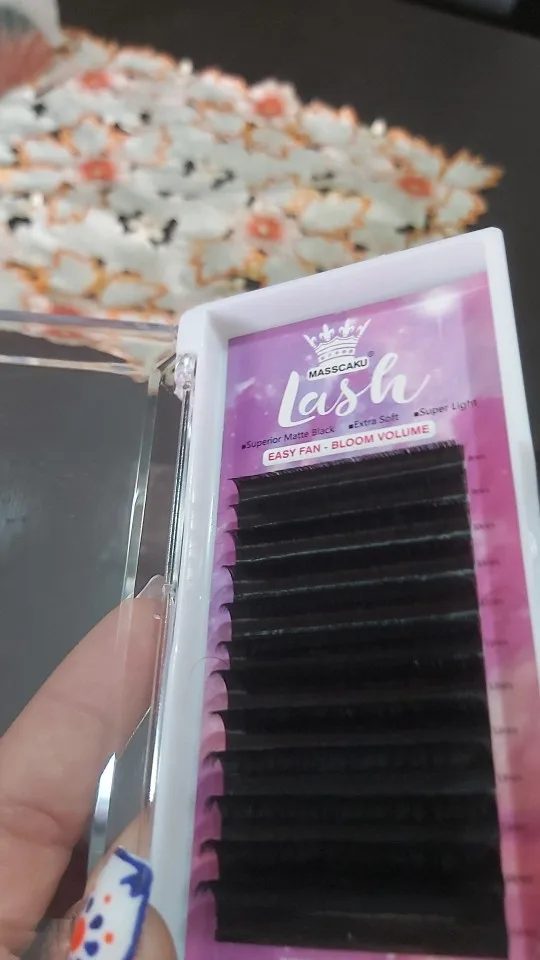 MASSCAKU®
Lash
▪Superior Matte Black ▪Extra Soft ▪Super Light
EASY FAN - BLOOM VOLUME